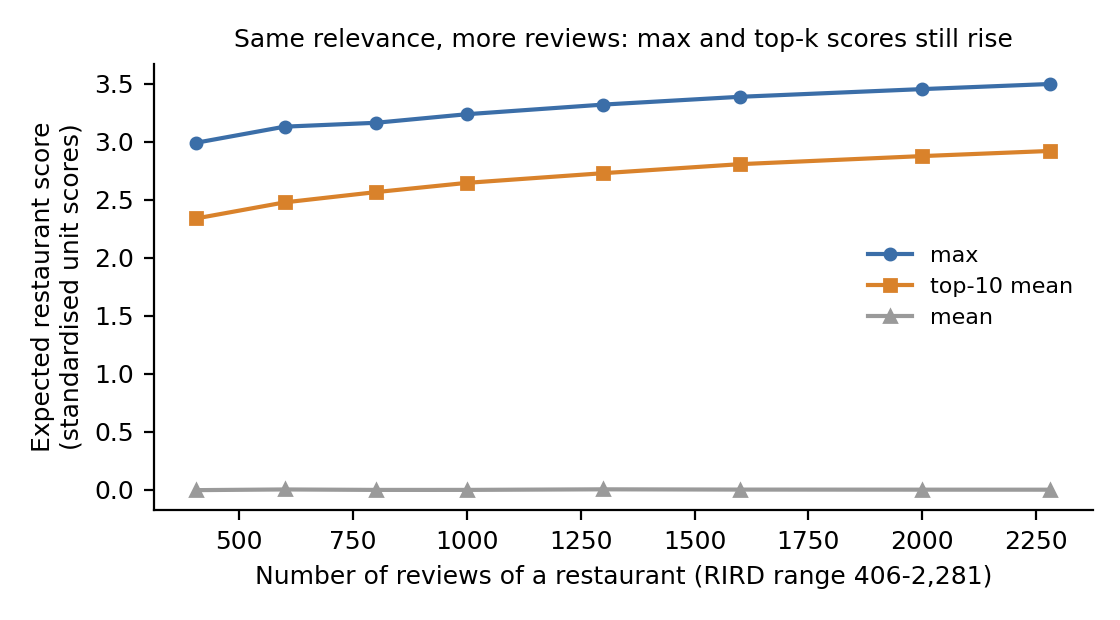 Same relevance, more reviews: max and top-k scores still rise
Expected restaurant score
(standardised unit scores)
3.5
3.0
2.5
2.0
1.5
1.0
0.5
0.0
max
top-10 mean
mean
500 750 1000 1250 1500 1750 2000 2250
Number of reviews of a restaurant (RIRD range 406-2,281)